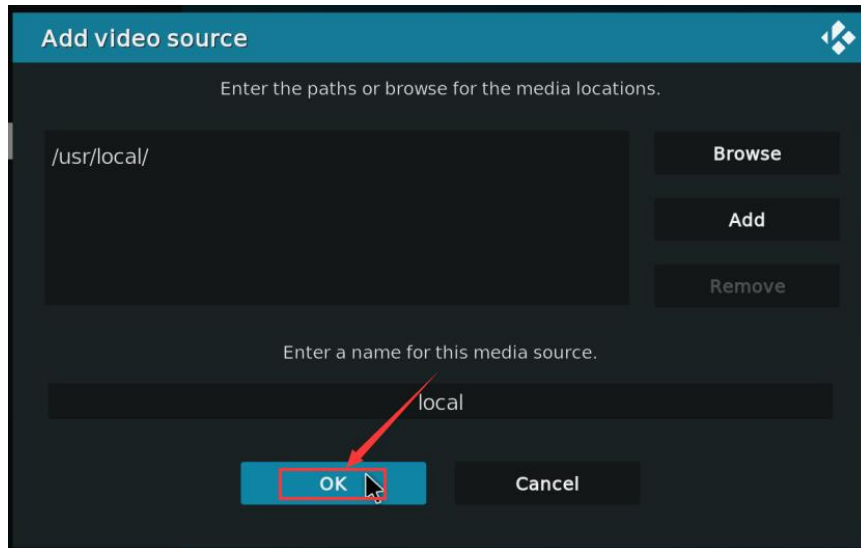 Add video source
Enter the paths or browse for the media locations.
/usr/local/
Browse
Add
Remove
Enter a name for this media source.
local
OK
Cancel